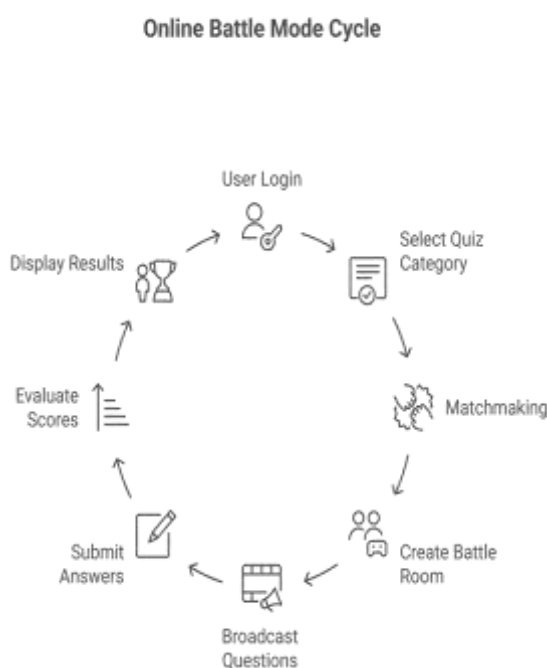 Online Battle Mode Cycle
User Login
Select Quiz
Category
Matchmaking
Create Battle
Room
Broadcast
Questions
Submit
Answers
Evaluate
Scores
Display Results